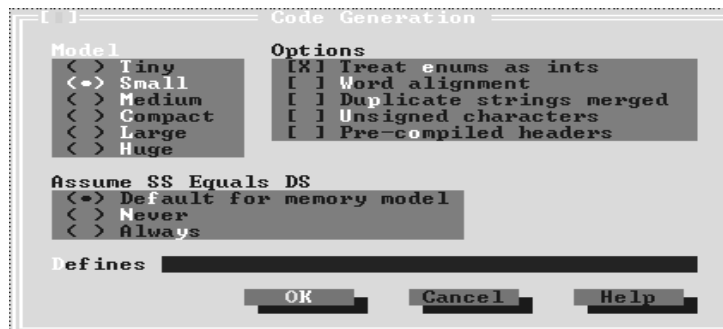 Code Generation
Model
( ) Tiny
(•) Small
( ) Medium
( ) Compact
( ) Large
( ) Huge
Options
[X] Treat enums as ints
[ ] Word alignment
[ ] Duplicate strings merged
[ ] Unsigned characters
[ ] Pre-compiled headers
Assume SS Equals DS
(•) Default for memory model
( ) Never
( ) Always
Defines
OK Cancel Help